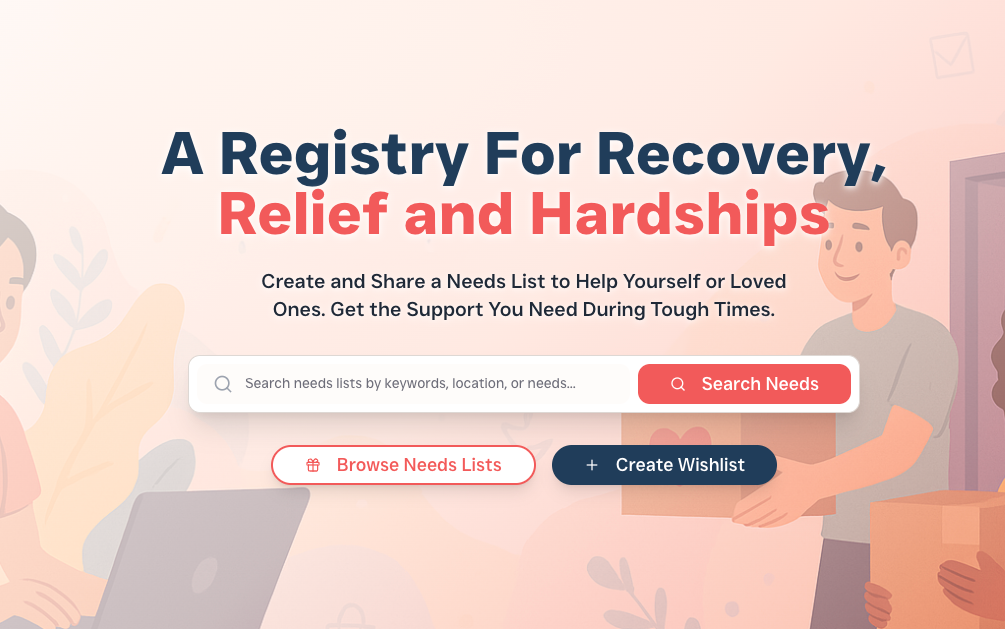 A Registry For Recovery,
Relief and Hardships
Create and Share a Needs List to Help Yourself or Loved
Ones. Get the Support You Need During Tough Times.
Search needs lists by keywords, location, or needs...
Search Needs
Browse Needs Lists
Create Wishlist